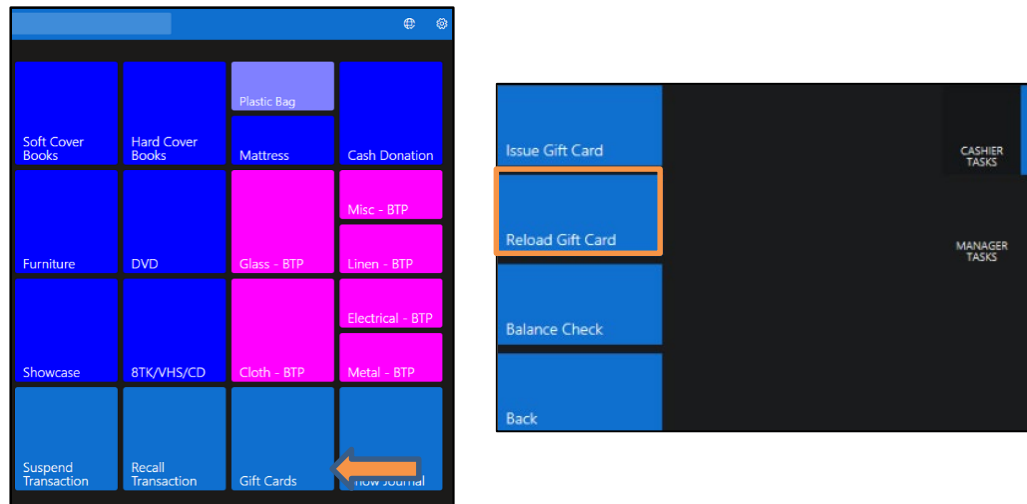 Plastic Bag
Soft Cover
Books
Hard Cover
Books
Mattress
Cash Donation
Misc - BTP
Furniture
DVD
Glass - BTP
Linen - BTP
Electrical - BTP
Showcase
8TK/VHS/CD
Cloth - BTP
Metal - BTP
Suspend
Transaction
Recall
Transaction
Gift Cards
Show Journal
Issue Gift Card
CASHIER
TASKS
Reload Gift Card
MANAGER
TASKS
Balance Check
Back